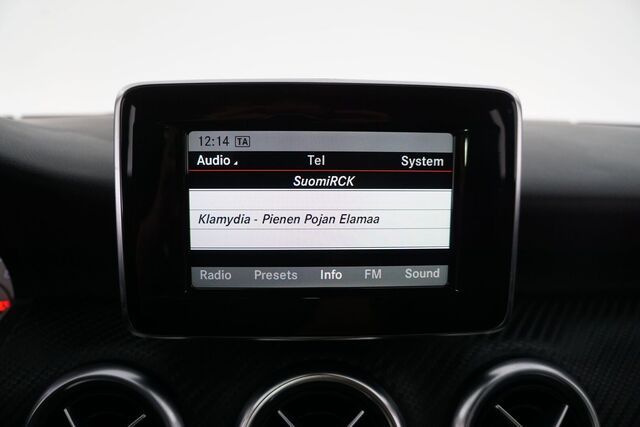 12:14 TA
Audio Tel System
SuomiRCK
Klamydia - Pienen Pojan Elamaa
Radio Presets Info FM Sound